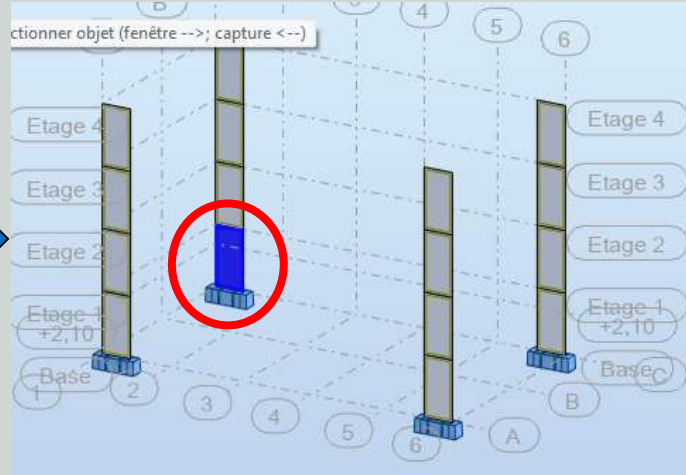 B
4
5
6
ctionner objet (fenêtre -->; capture <--)
Etage 4
Etage 4
Etage 3
Etage 3
Etage 2
Etage 2
Etage 1
+2,10
Etage 1
+2,10
Base
Base
C
1
2
3
4
5
6
A
B